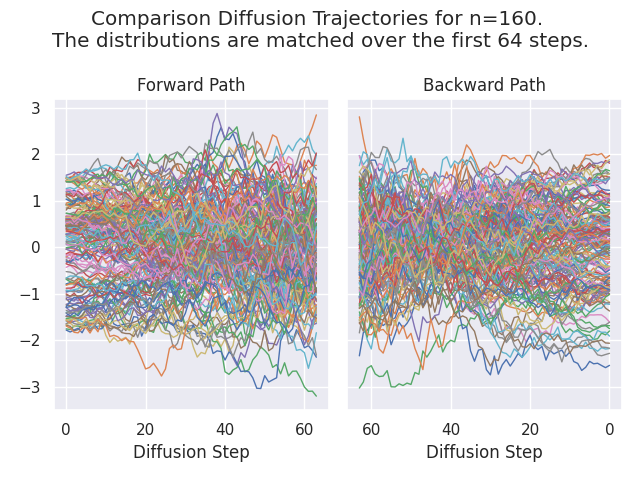 Comparison Diffusion Trajectories for n=160.
The distributions are matched over the first 64 steps.
Forward Path
Backward Path
3
2
1
0
−1
−2
−3
0 20 40 60
60 40 20 0
Diffusion Step
Diffusion Step